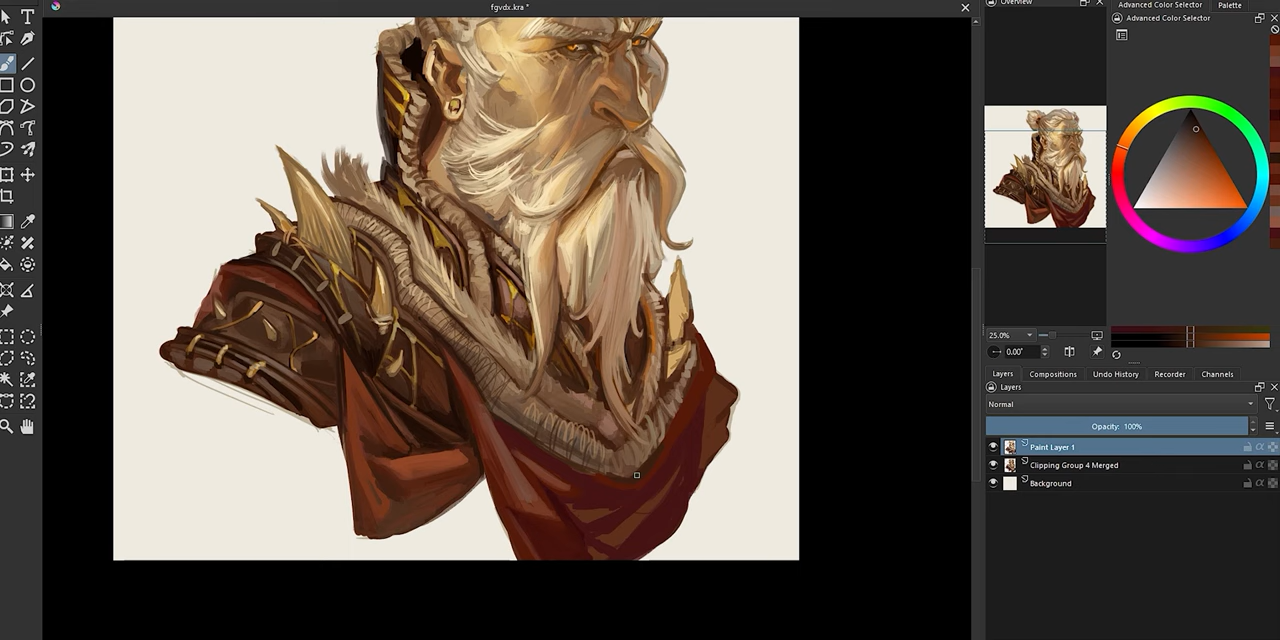 fgvdx.kra *
Overview
Advanced Color Selector
Palette
Advanced Color Selector
25.0%
0.00°
Layers
Compositions
Undo History
Recorder
Channels
Layers
Normal
Opacity: 100%
Paint Layer 1
Clipping Group 4 Merged
Background